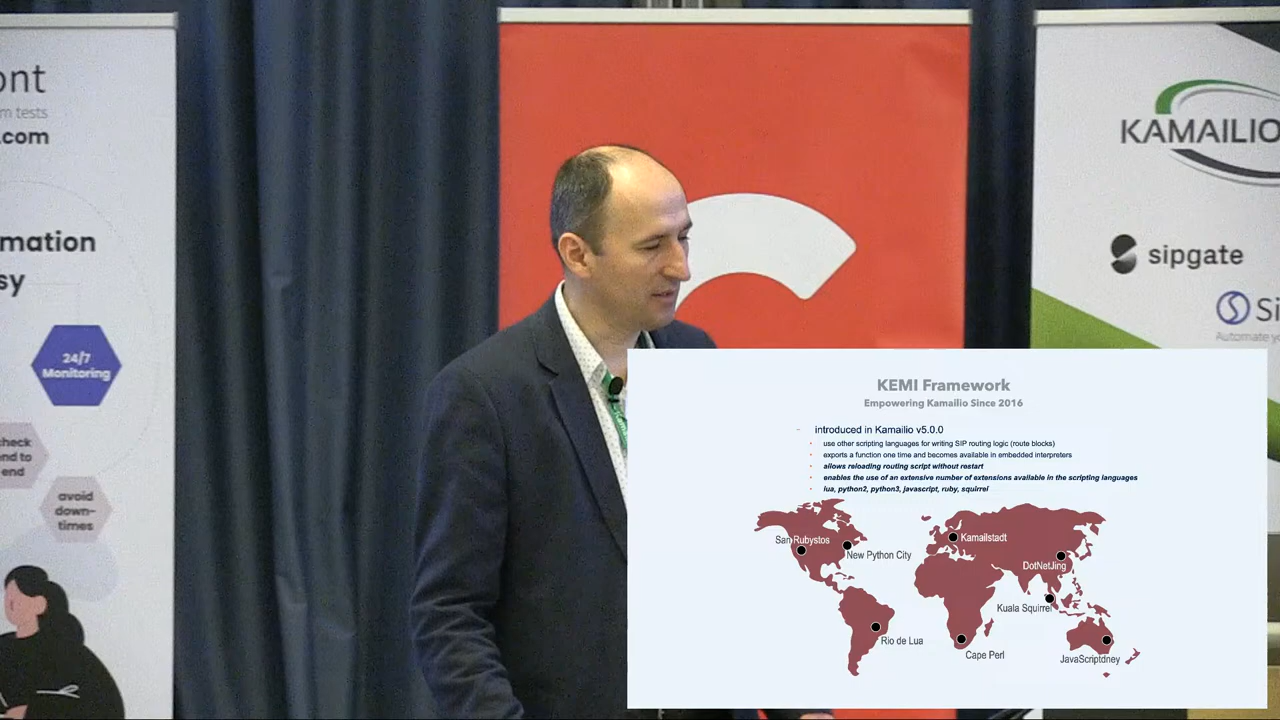 ont
m tests
.com
mation
sy
24/7
Monitoring
check
end to
end
avoid
down-
times
KAMAILIO
sipgate
Si
Automate yo
KEMI Framework
Empowering Kamailio Since 2016
introduced in Kamailio v5.0.0
use other scripting languages for writing SIP routing logic (route blocks)
exports a function one time and becomes available in embedded interpreters
allows reloading routing script without restart
enables the use of an extensive number of extensions available in the scripting languages
lua, python2, python3, javascript, ruby, squirrel
San Rubystos
New Python City
Kamailstadt
DotNetJing
Kuala Squirrel
Rio de Lua
Cape Perl
JavaScriptdney